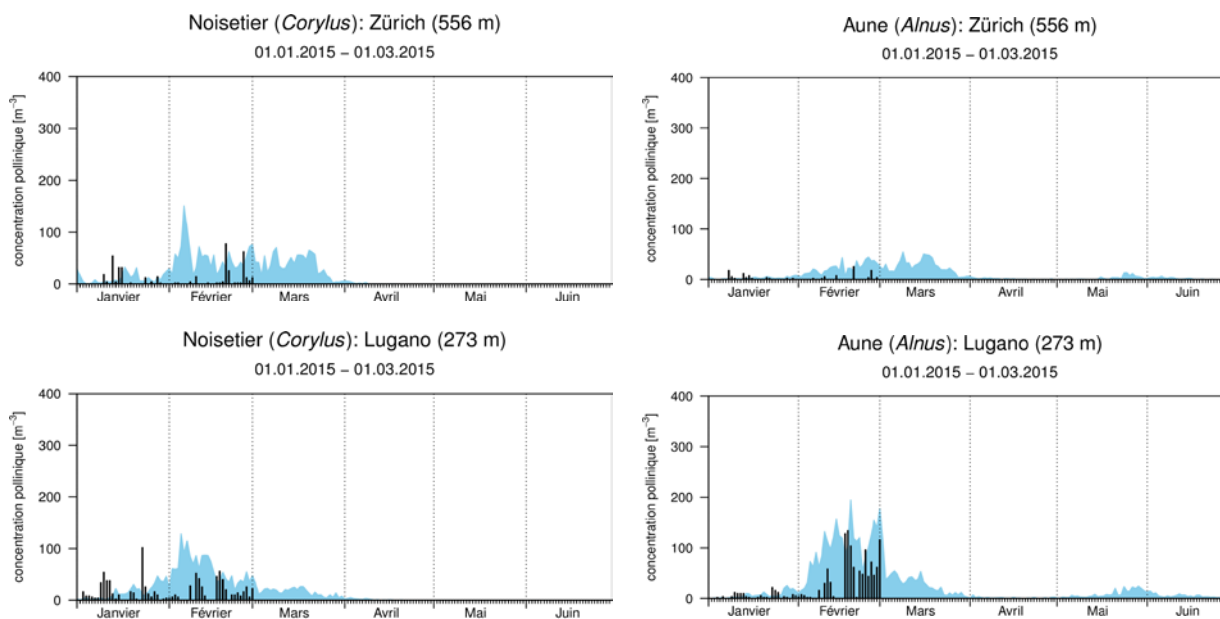 Noisetier (Corylus): Zürich (556 m)
01.01.2015 – 01.03.2015
concentration pollinique [m⁻³]
400
300
200
100
0
Janvier Février Mars Avril Mai Juin
Aune (Alnus): Zürich (556 m)
01.01.2015 – 01.03.2015
concentration pollinique [m⁻³]
400
300
200
100
0
Janvier Février Mars Avril Mai Juin
Noisetier (Corylus): Lugano (273 m)
01.01.2015 – 01.03.2015
concentration pollinique [m⁻³]
400
300
200
100
0
Janvier Février Mars Avril Mai Juin
Aune (Alnus): Lugano (273 m)
01.01.2015 – 01.03.2015
concentration pollinique [m⁻³]
400
300
200
100
0
Janvier Février Mars Avril Mai Juin